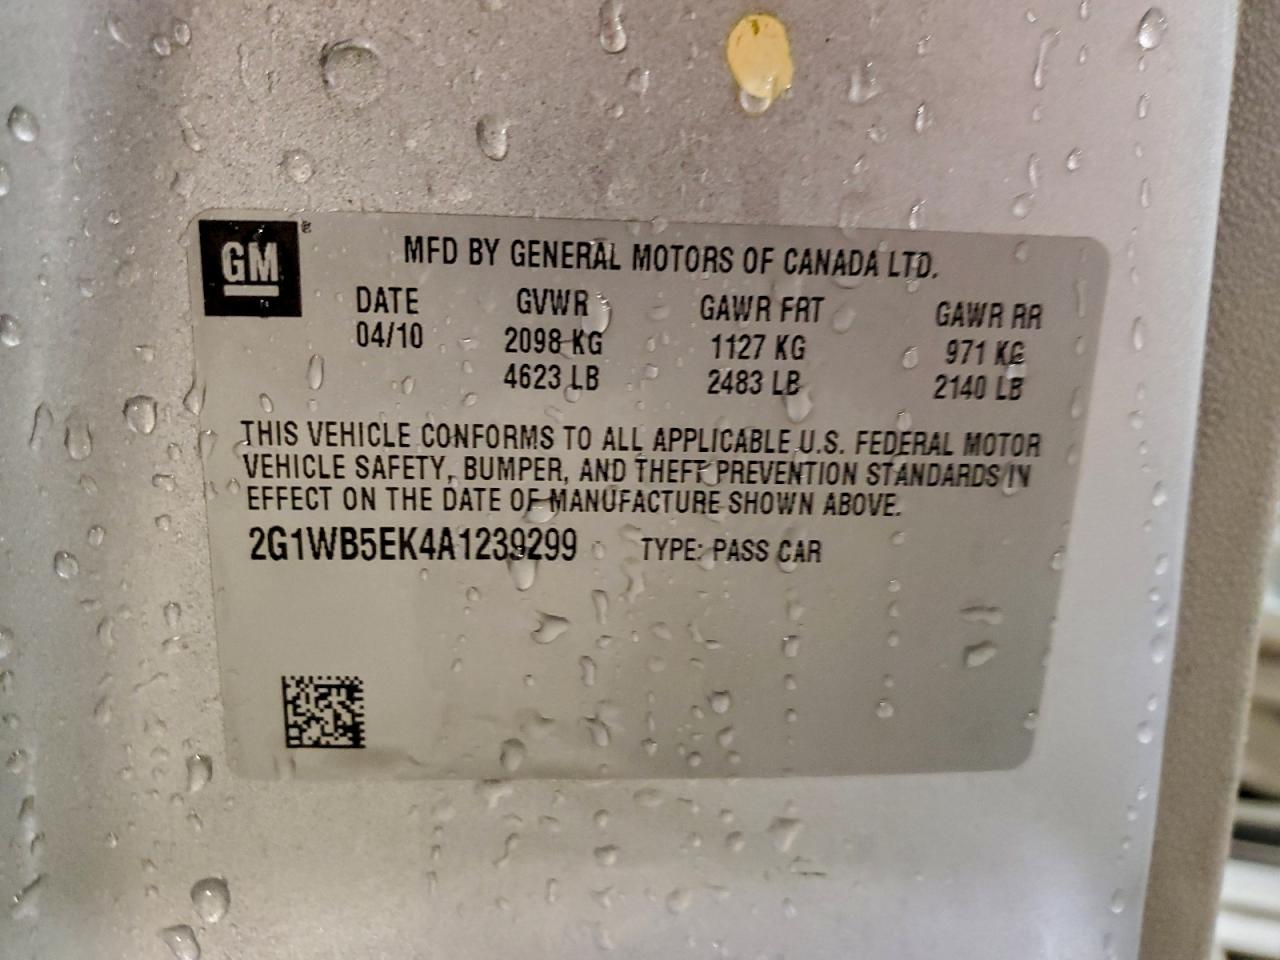 GM ®
MFD BY GENERAL MOTORS OF CANADA LTD.
DATE GVWR GAWR FRT GAWR RR
04/10 2098 KG 1127 KG 971 KG
4623 LB 2483 LB 2140 LB
THIS VEHICLE CONFORMS TO ALL APPLICABLE U.S. FEDERAL MOTOR
VEHICLE SAFETY, BUMPER, AND THEFT PREVENTION STANDARDS IN
EFFECT ON THE DATE OF MANUFACTURE SHOWN ABOVE.
2G1WB5EK4A1239299 TYPE: PASS CAR